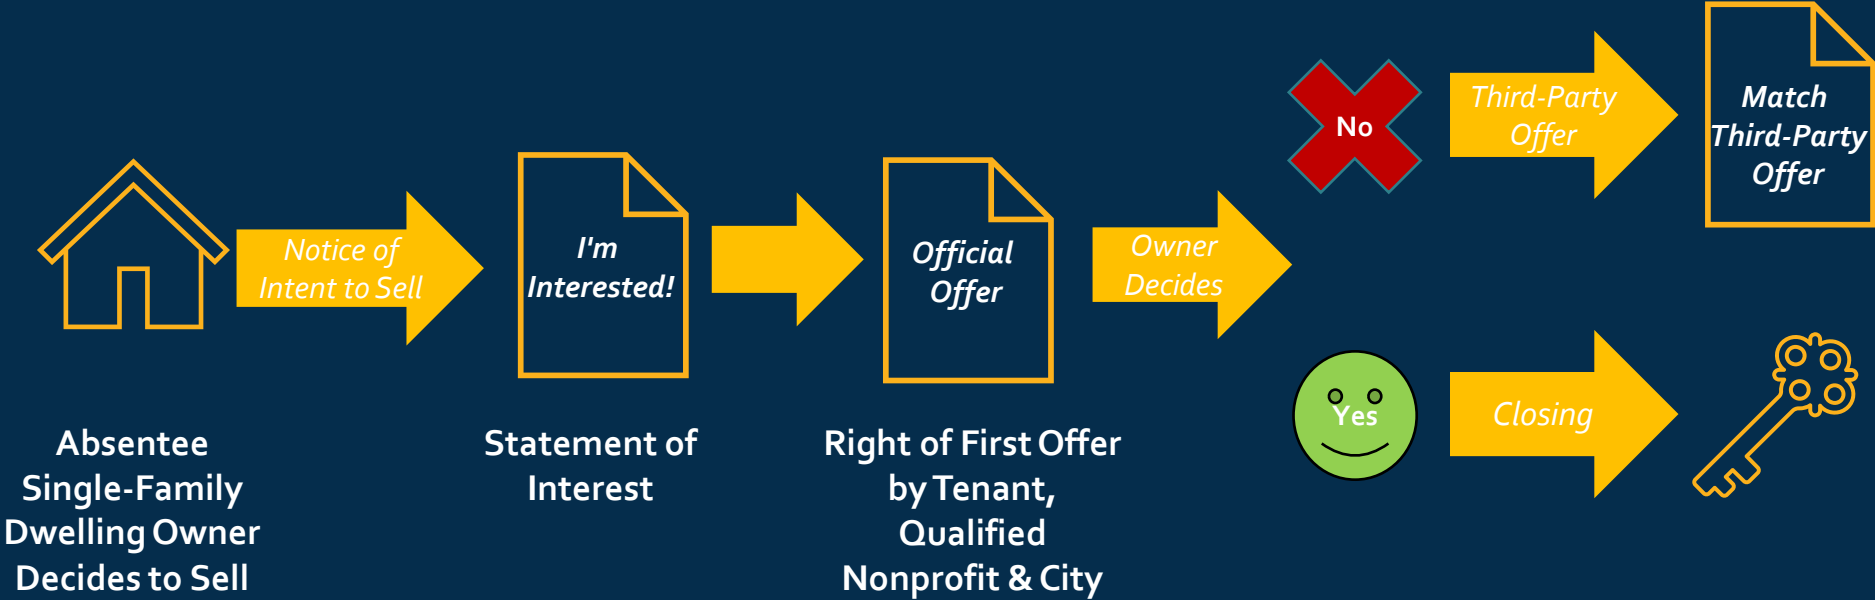 Notice of
Intent to Sell
I'm
Interested!
Official
Offer
Owner
Decides
No
Third-Party
Offer
Match
Third-Party
Offer
Yes
Closing
Absentee
Single-Family
Dwelling Owner
Decides to Sell
Statement of
Interest
Right of First Offer
by Tenant,
Qualified
Nonprofit & City